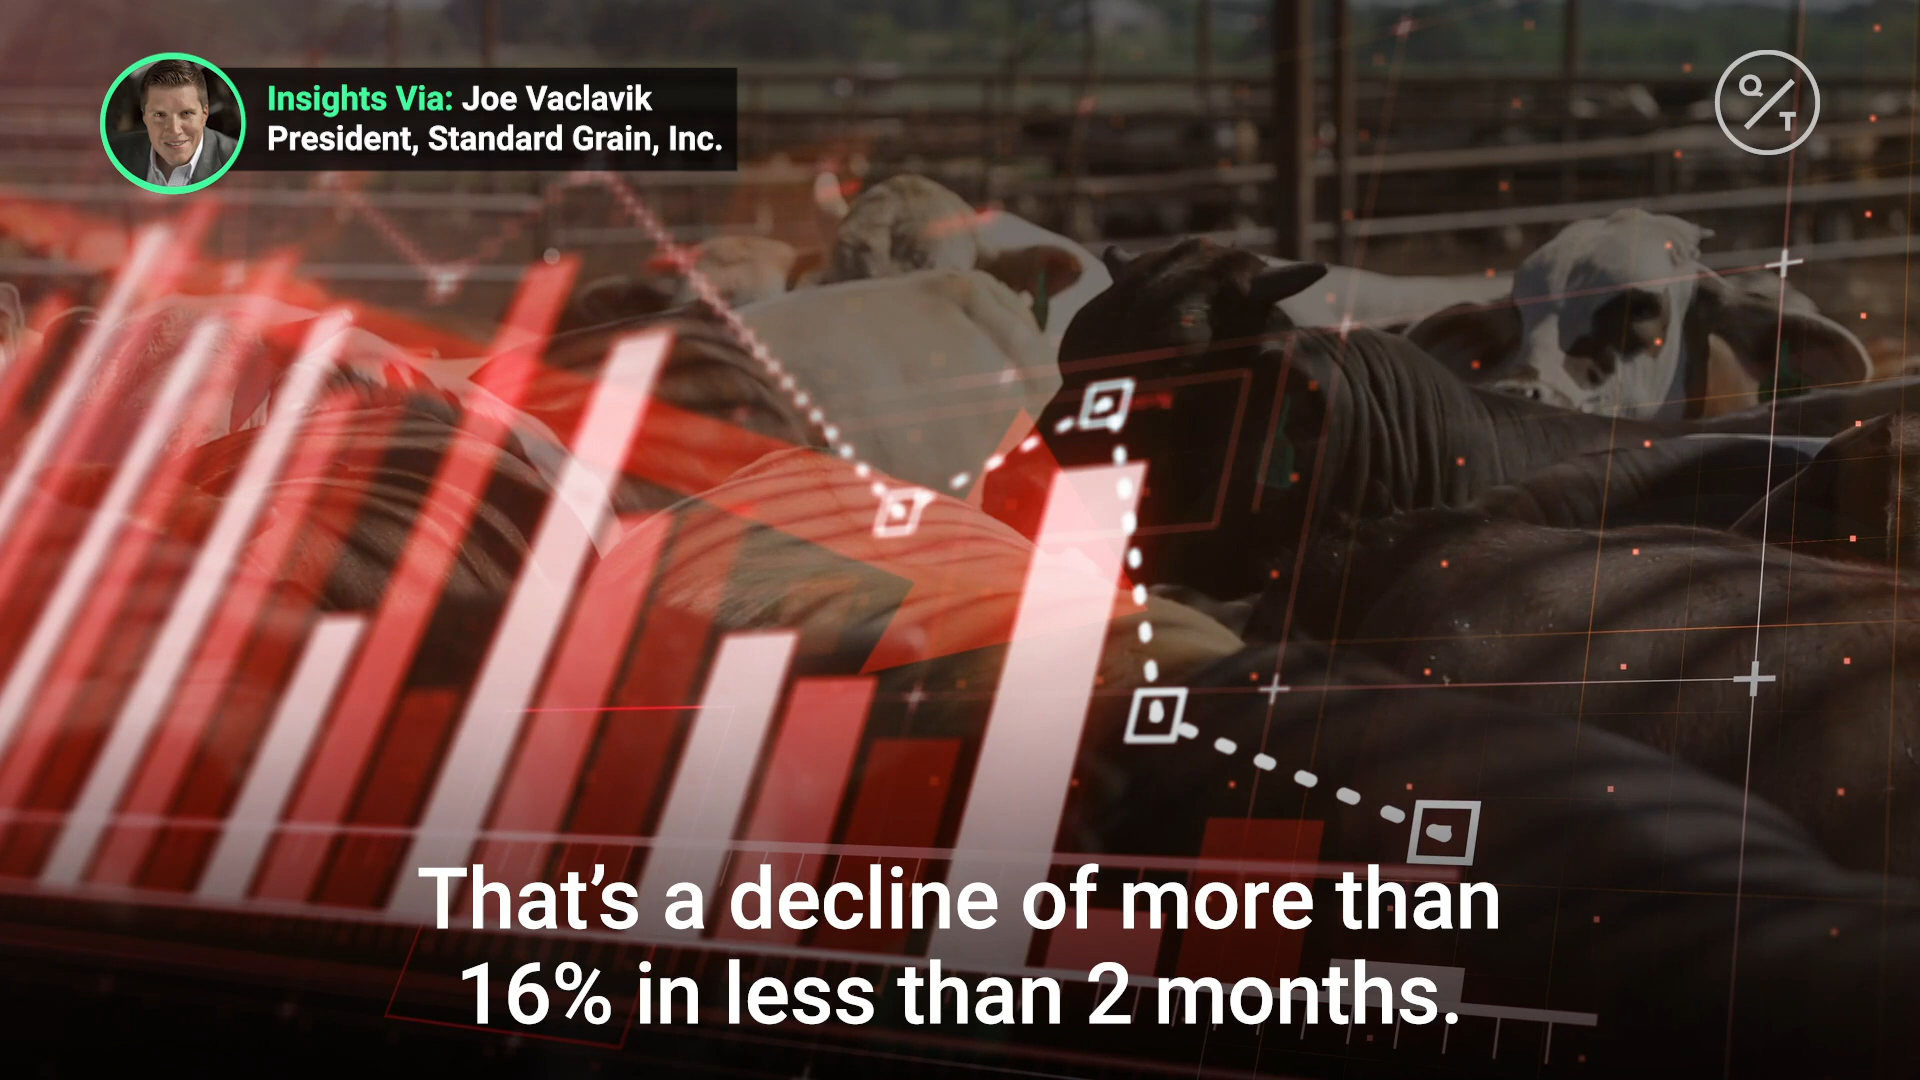 Insights Via: Joe Vaclavik
President, Standard Grain, Inc.
Q
T
That's a decline of more than
16% in less than 2 months.